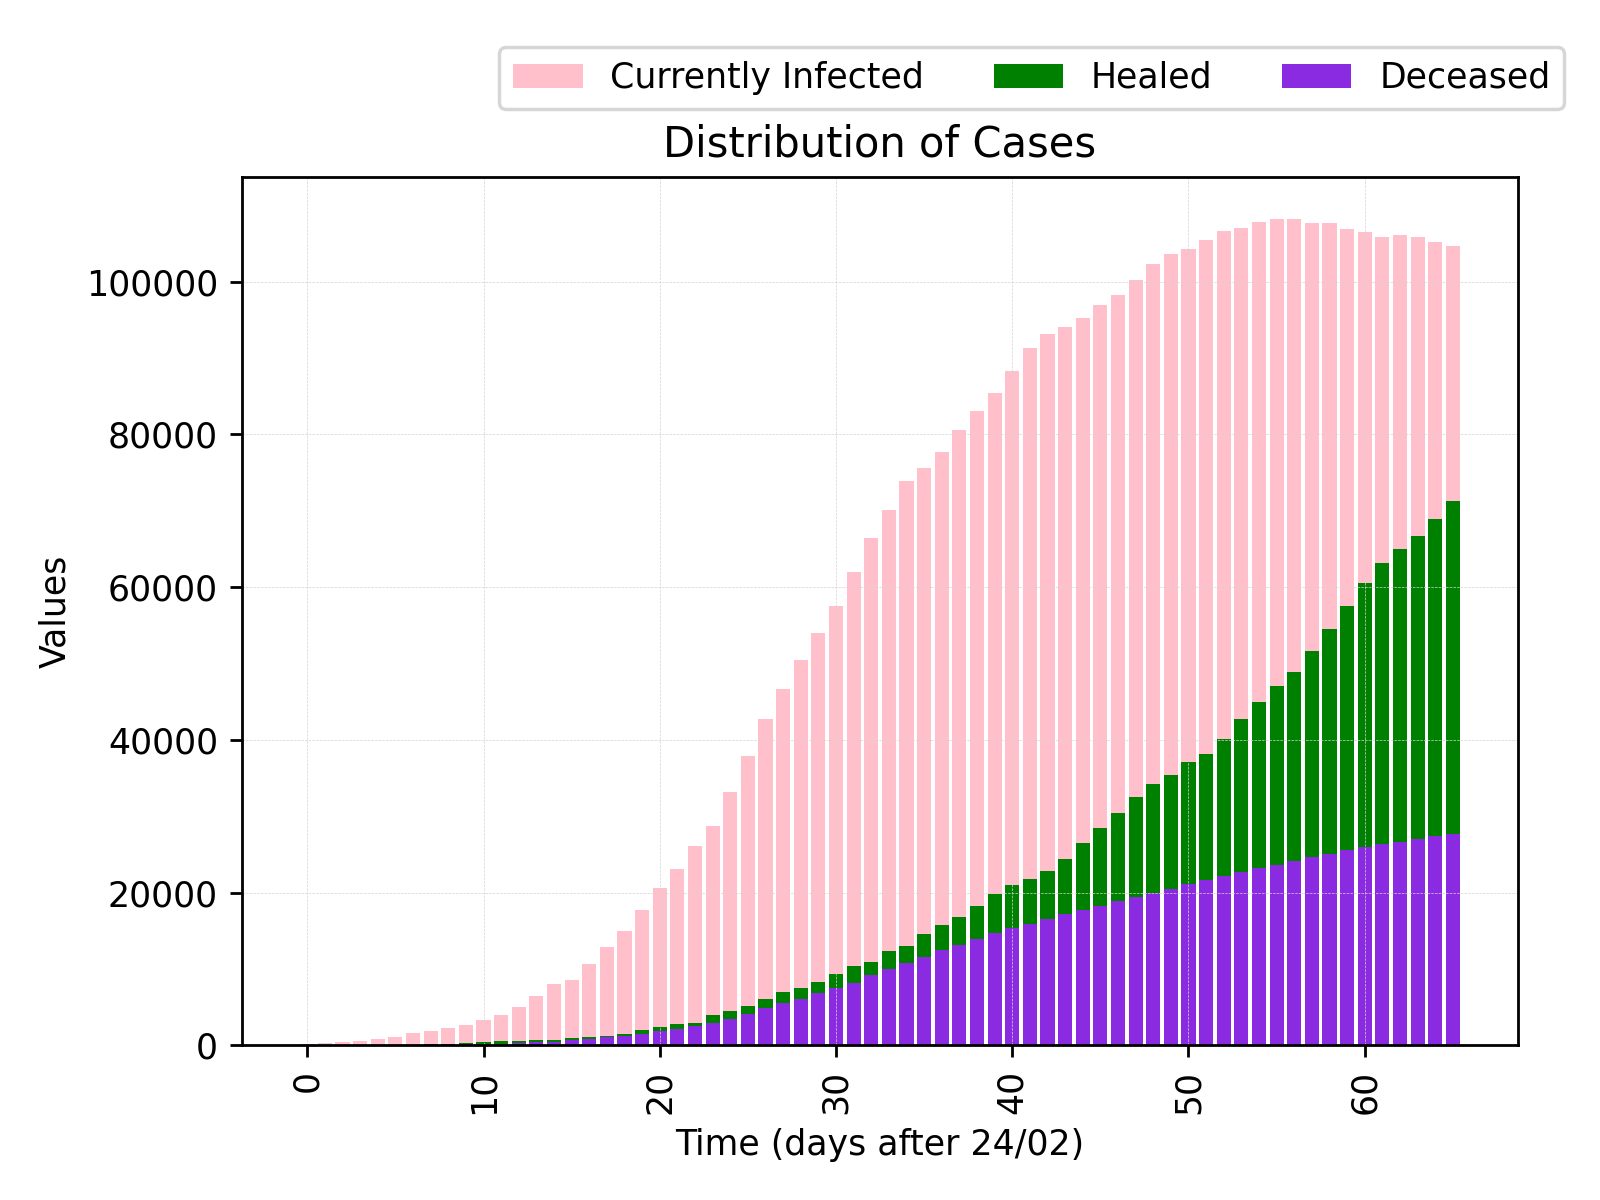 Currently Infected Healed Deceased
Distribution of Cases
100000
80000
60000
40000
20000
0
Values
0 10 20 30 40 50 60
Time (days after 24/02)